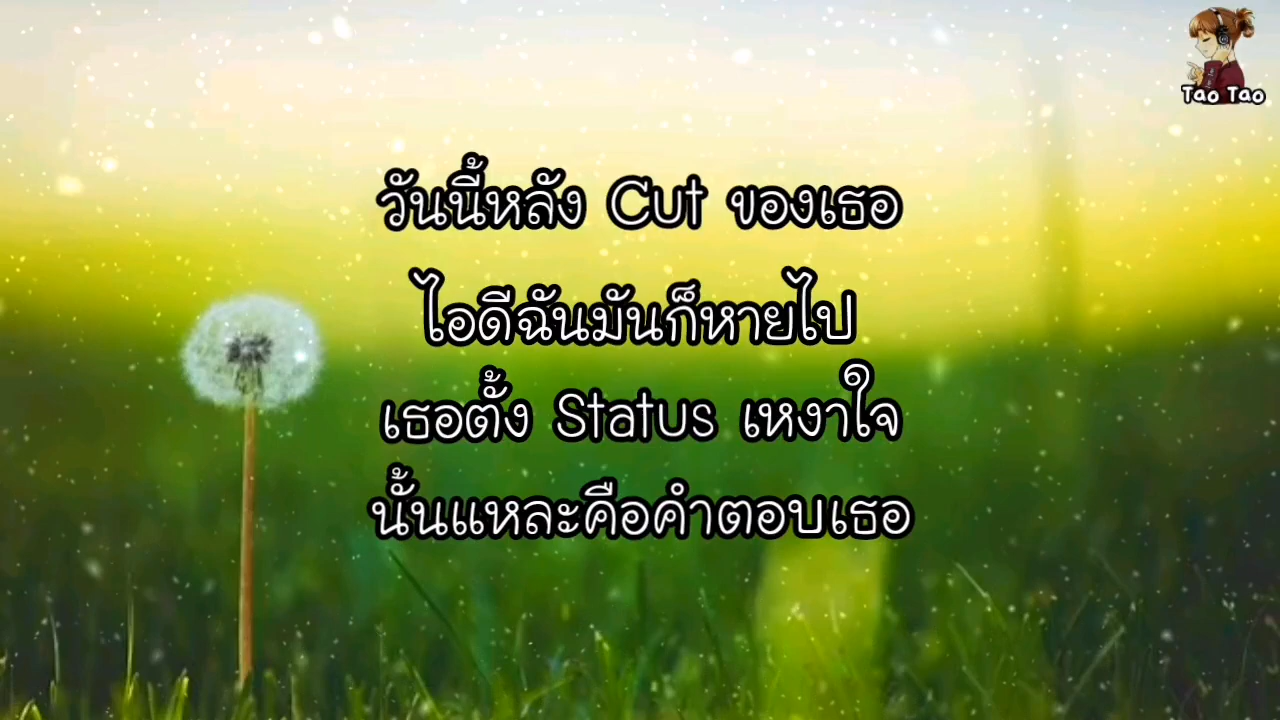 วันนี้หลัง Cut ของเธอ
ไอดีฉันมันก็หายไป
เธอตั้ง Status เหงาใจ
นั้นแหละคือคำตอบเธอ
Tao Tao